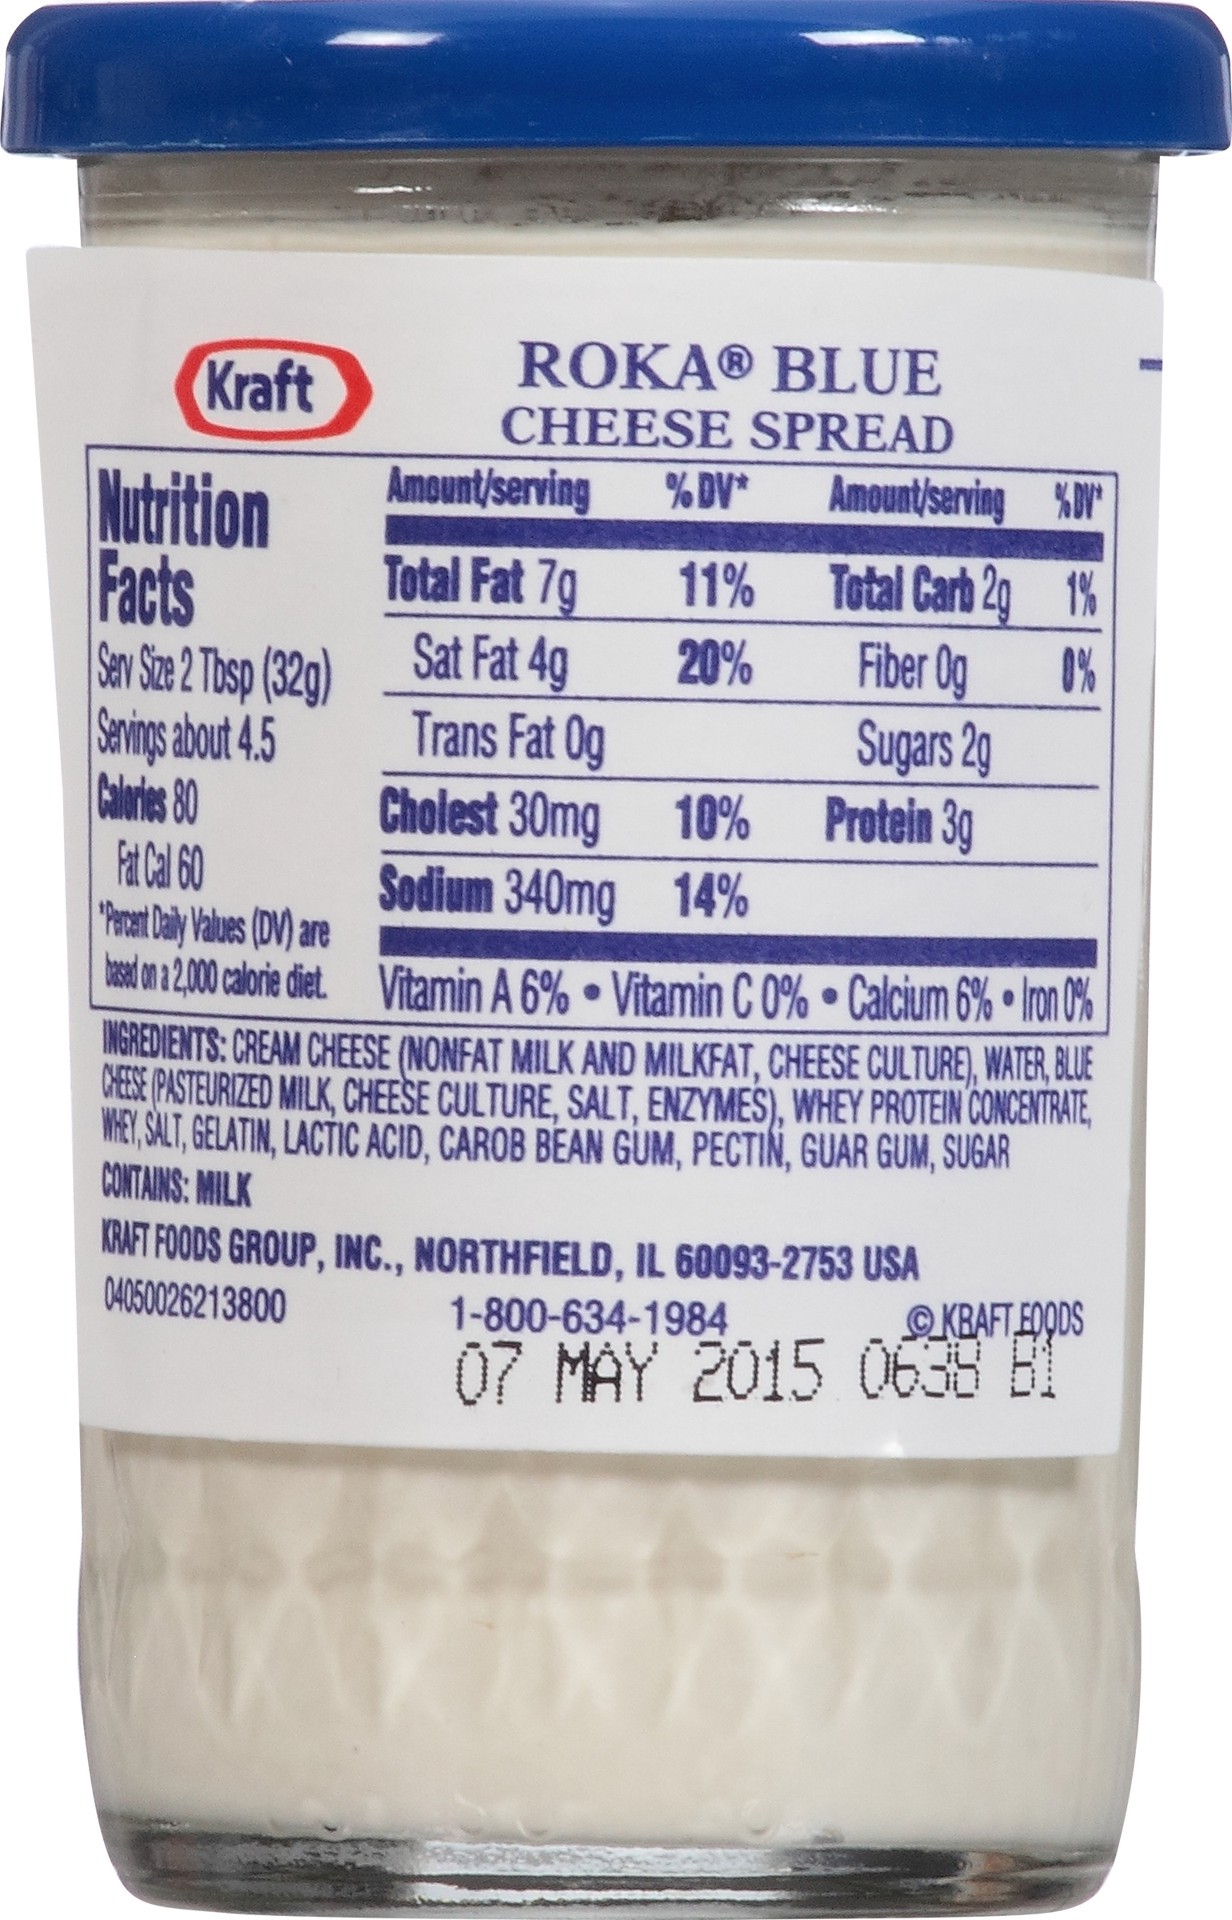 Kraft
ROKA® BLUE
CHEESE SPREAD
Nutrition
Facts
Serv Size 2 Tbsp (32g)
Servings about 4.5
Calories 80
Fat Cal 60
*Percent Daily Values (DV) are
based on a 2,000 calorie diet.
Amount/serving %DV* Amount/serving %DV*
Total Fat 7g 11% Total Carb 2g 1%
Sat Fat 4g 20% Fiber 0g 0%
Trans Fat 0g Sugars 2g
Cholest 30mg 10% Protein 3g
Sodium 340mg 14%
Vitamin A 6% • Vitamin C 0% • Calcium 6% • Iron 0%
INGREDIENTS: CREAM CHEESE (NONFAT MILK AND MILKFAT, CHEESE CULTURE), WATER, BLUE
CHEESE (PASTEURIZED MILK, CHEESE CULTURE, SALT, ENZYMES), WHEY PROTEIN CONCENTRATE,
WHEY, SALT, GELATIN, LACTIC ACID, CAROB BEAN GUM, PECTIN, GUAR GUM, SUGAR
CONTAINS: MILK
KRAFT FOODS GROUP, INC., NORTHFIELD, IL 60093-2753 USA
04050026213800 1-800-634-1984 © KRAFT FOODS
07 MAY 2015 0638 B1